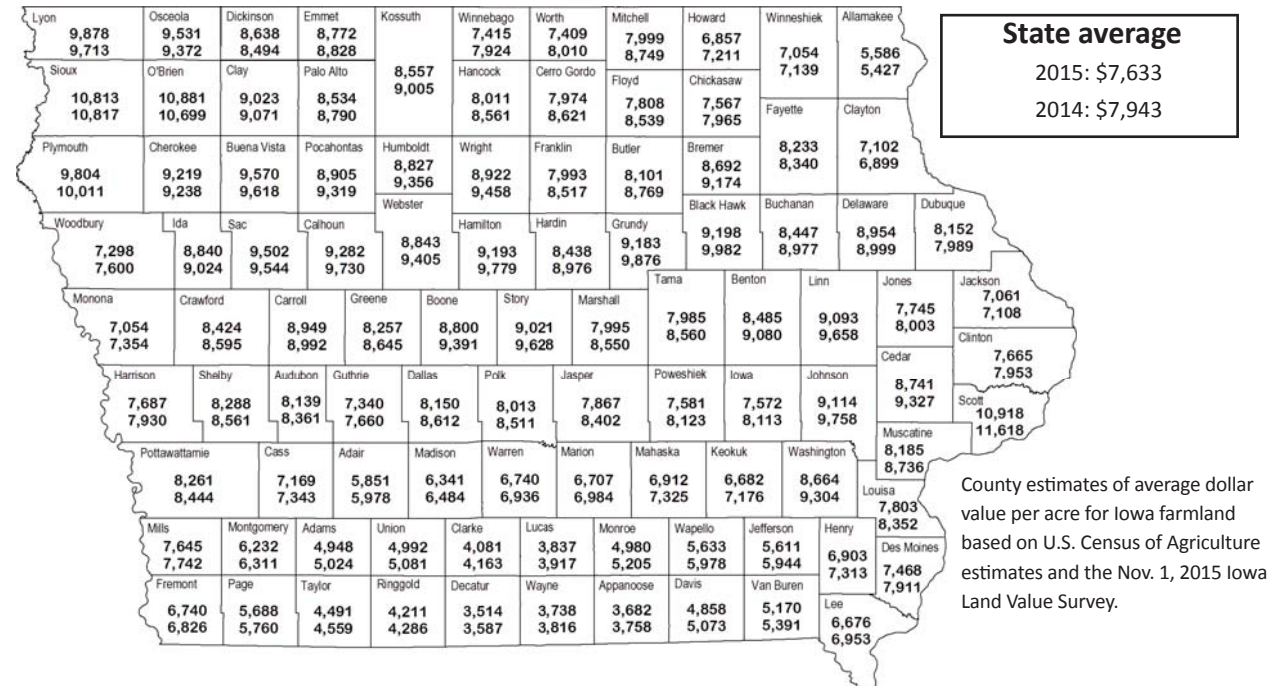 Lyon
9,878
9,713
Osceola
9,531
9,372
Dickinson
8,638
8,494
Emmet
8,772
8,828
Kossuth
8,557
9,005
Winnebago
7,415
7,924
Worth
7,409
8,010
Mitchell
7,999
8,749
Howard
6,857
7,211
Winneshiek
7,054
7,139
Allamakee
5,586
5,427
State average
2015: $7,633
2014: $7,943
Sioux
10,813
10,817
O'Brien
10,881
10,699
Clay
9,023
9,071
Palo Alto
8,534
8,790
Hancock
8,011
8,561
Cerro Gordo
7,974
8,621
Floyd
7,808
8,539
Chickasaw
7,567
7,965
Fayette
8,233
8,340
Clayton
7,102
6,899
Plymouth
9,804
10,011
Cherokee
9,219
9,238
Buena Vista
9,570
9,618
Pocahontas
8,905
9,319
Humboldt
8,827
9,356
Wright
8,922
9,458
Franklin
7,993
8,517
Butler
8,101
8,769
Bremer
8,692
9,174
Woodbury
7,298
7,600
Ida
8,840
9,024
Sac
9,502
9,544
Calhoun
9,282
9,730
Webster
8,843
9,405
Hamilton
9,193
9,779
Hardin
8,438
8,976
Grundy
9,183
9,876
Black Hawk
9,198
9,982
Buchanan
8,447
8,977
Delaware
8,954
8,999
Dubuque
8,152
7,989
Monona
7,054
7,354
Crawford
8,424
8,595
Carroll
8,949
8,992
Greene
8,257
8,645
Boone
8,800
9,391
Story
9,021
9,628
Marshall
7,995
8,550
Tama
7,985
8,560
Benton
8,485
9,080
Linn
9,093
9,658
Jones
7,745
8,003
Jackson
7,061
7,108
Clinton
7,665
7,953
Cedar
8,741
9,327
Harrison
7,687
7,930
Shelby
8,288
8,561
Audubon
8,139
8,361
Guthrie
7,340
7,660
Dallas
8,150
8,612
Polk
8,013
8,511
Jasper
7,867
8,402
Poweshiek
7,581
8,123
Iowa
7,572
8,113
Johnson
9,114
9,758
Scott
10,918
11,618
Muscatine
8,185
8,736
Pottawattamie
8,261
8,444
Cass
7,169
7,343
Adair
5,851
5,978
Madison
6,341
6,484
Warren
6,740
6,936
Marion
6,707
6,984
Mahaska
6,912
7,325
Keokuk
6,682
7,176
Washington
8,664
9,304
Louisa
7,803
8,352
Mills
7,645
7,742
Montgomery
6,232
6,311
Adams
4,948
5,024
Union
4,992
5,081
Clarke
4,081
4,163
Lucas
3,837
3,917
Monroe
4,980
5,205
Wapello
5,633
5,978
Jefferson
5,611
5,944
Henry
6,903
7,313
Des Moines
7,468
7,911
Fremont
6,740
6,826
Page
5,688
5,760
Taylor
4,491
4,559
Ringgold
4,211
4,286
Decatur
3,514
3,587
Wayne
3,738
3,816
Appanoose
3,682
3,758
Davis
4,858
5,073
Van Buren
5,170
5,391
Lee
6,676
6,953
County estimates of average dollar
value per acre for Iowa farmland
based on U.S. Census of Agriculture
estimates and the Nov. 1, 2015 Iowa
Land Value Survey.